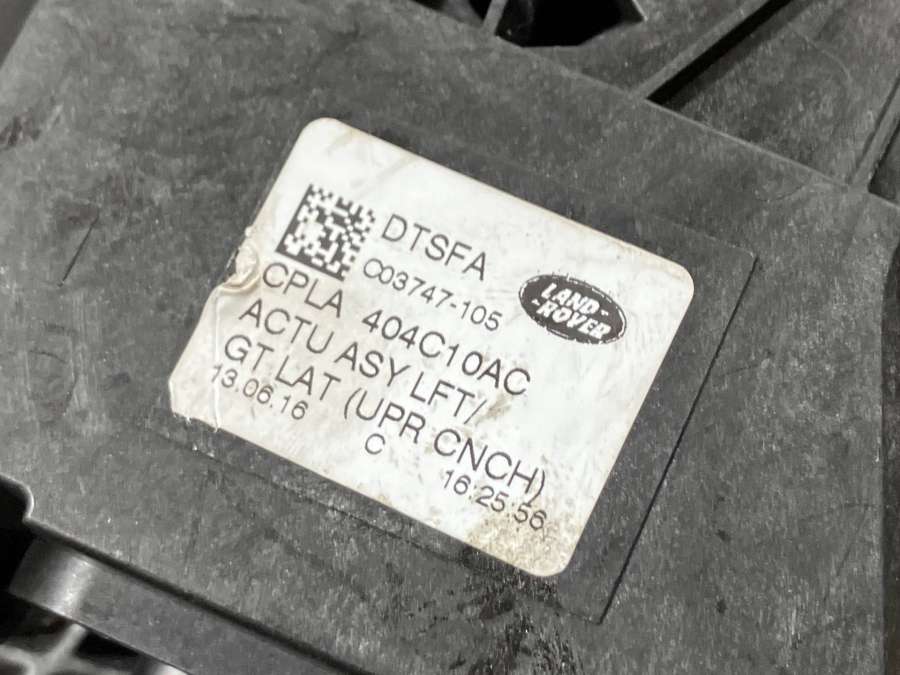 DTSFA
C03747-105
LAND-
-ROVER
CPLA 404C10AC
ACTU ASY LFT/
GT LAT (UPR CNCH)
13.06.16 C 16:25:56